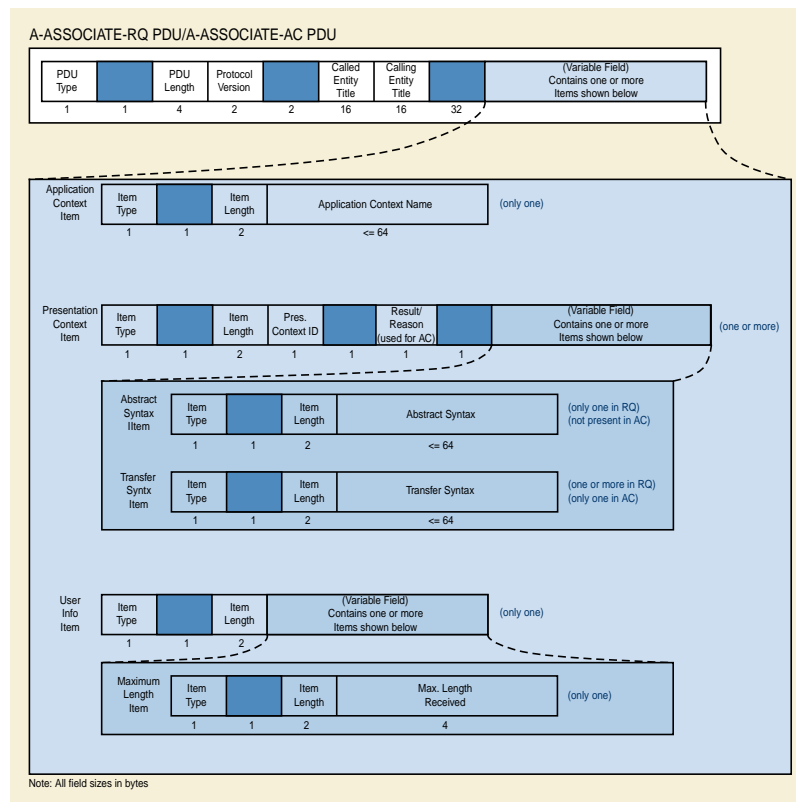 A-ASSOCIATE-RQ PDU/A-ASSOCIATE-AC PDU
PDU Type
PDU Length
Protocol Version
Called Entity Title
Calling Entity Title
(Variable Field)
Contains one or more
Items shown below
1 1 4 2 2 16 16 32
Application Context Item
Item Type
Item Length
Application Context Name
(only one)
1 1 2 <= 64
Presentation Context Item
Item Type
Item Length
Pres. Context ID
Result/ Reason (used for AC)
(Variable Field)
Contains one or more
Items shown below
(one or more)
1 1 2 1 1 1 1
Abstract Syntax IItem
Item Type
Item Length
Abstract Syntax
(only one in RQ)
(not present in AC)
1 1 2 <= 64
Transfer Syntx Item
Item Type
Item Length
Transfer Syntax
(one or more in RQ)
(only one in AC)
1 1 2 <= 64
User Info Item
Item Type
Item Length
(Variable Field)
Contains one or more
Items shown below
(only one)
1 1 2
Maximum Length Item
Item Type
Item Length
Max. Length Received
(only one)
1 1 2 4
Note: All field sizes in bytes